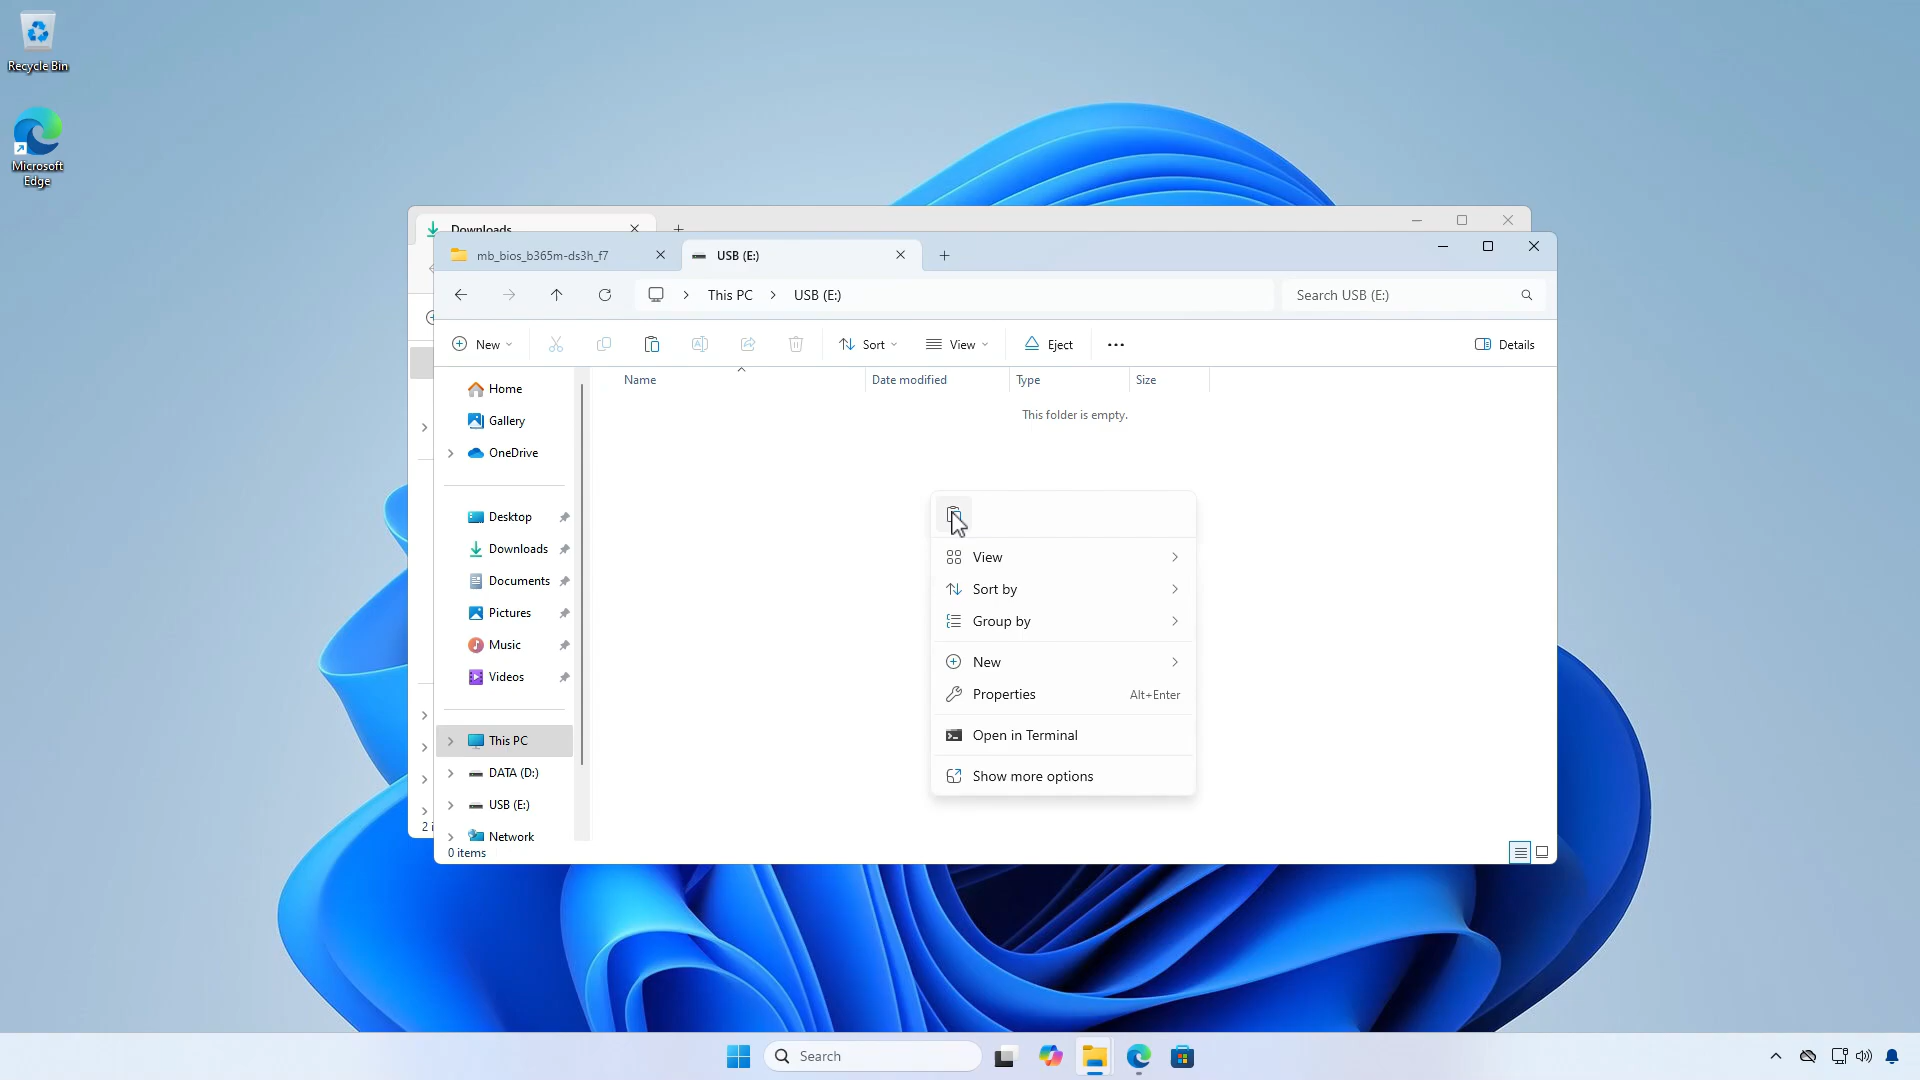 Recycle Bin
Microsoft
Edge
Downloads
mb_bios_b365m-ds3h_f7
USB (E:)
This PC
USB (E:)
Search USB (E:)
New
Sort
View
Eject
Details
Name
Date modified
Type
Size
This folder is empty.
Home
Gallery
OneDrive
Desktop
Downloads
Documents
Pictures
Music
Videos
This PC
DATA (D:)
USB (E:)
Network
View
Sort by
Group by
New
Properties
Alt+Enter
Open in Terminal
Show more options
2 i
0 items
Search